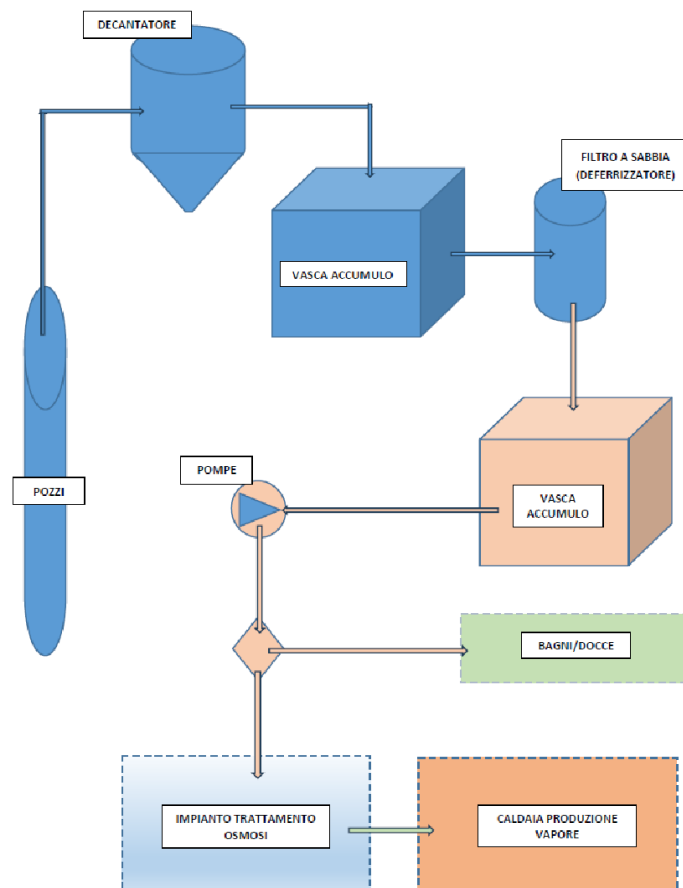 DECANTATORE
FILTRO A SABBIA
(DEFERRIZZATORE)
VASCA ACCUMULO
POZZI
POMPE
VASCA
ACCUMULO
BAGNI/DOCCE
IMPIANTO TRATTAMENTO
OSMOSI
CALDAIA PRODUZIONE
VAPORE